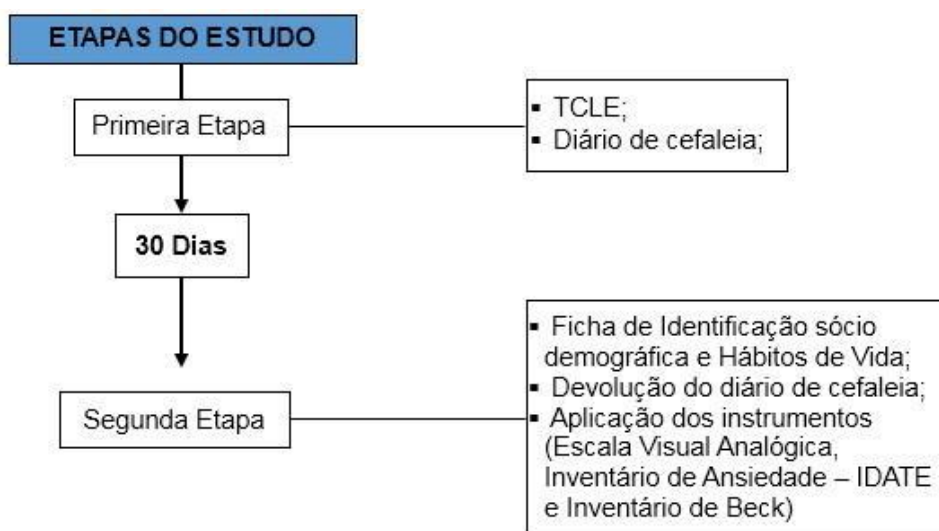 ETAPAS DO ESTUDO
Primeira Etapa
▪ TCLE;
▪ Diário de cefaleia;
30 Dias
Segunda Etapa
▪ Ficha de Identificação sócio
demográfica e Hábitos de Vida;
▪ Devolução do diário de cefaleia;
▪ Aplicação dos instrumentos
(Escala Visual Analógica,
Inventário de Ansiedade – IDATE
e Inventário de Beck)